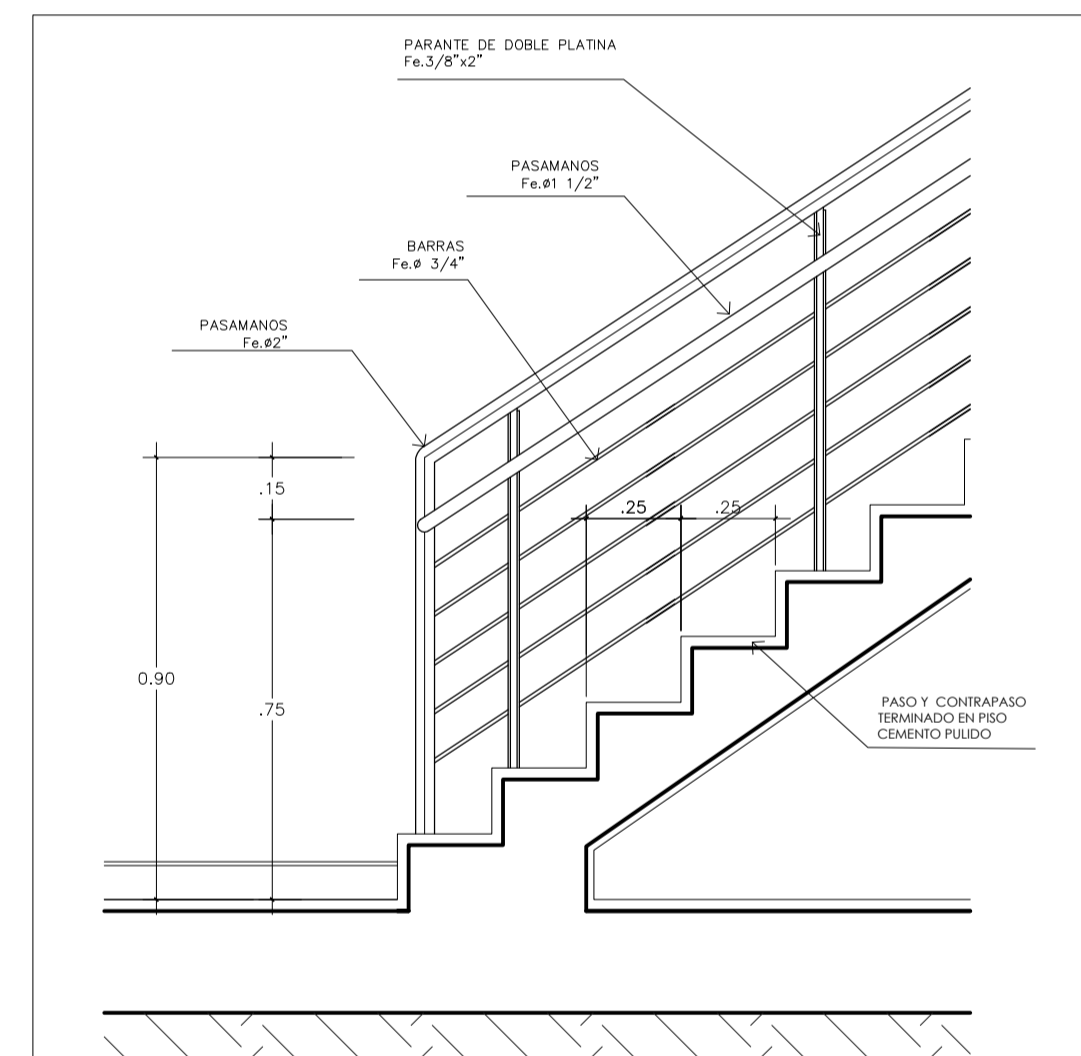 PARANTE DE DOBLE PLATINA
Fe.3/8"x2"
PASAMANOS
Fe.ø1 1/2"
BARRAS
Fe.ø 3/4"
PASAMANOS
Fe.ø2"
.15
.25
.25
0.90
.75
PASO Y CONTRAPASO
TERMINADO EN PISO
CEMENTO PULIDO